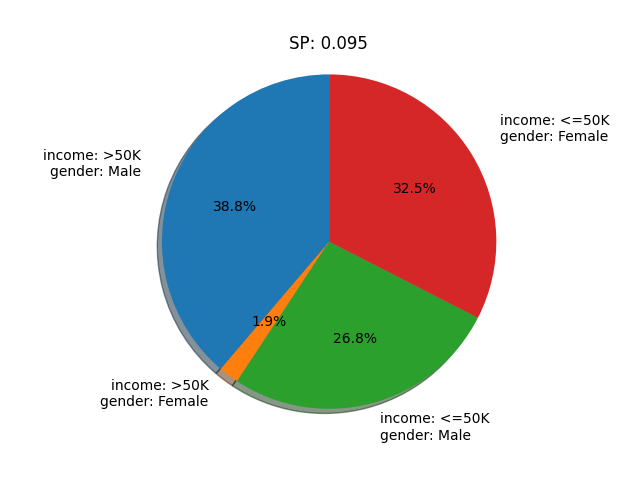 SP: 0.095
income: >50K
gender: Male
38.8%
income: <=50K
gender: Female
32.5%
1.9%
income: >50K
gender: Female
26.8%
income: <=50K
gender: Male